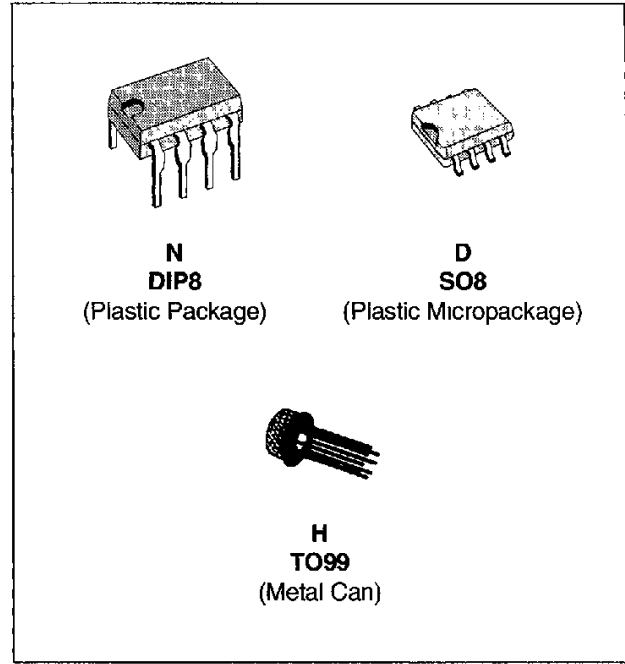 N
DIP8
(Plastic Package)
D
SO8
(Plastic Micropackage)
H
TO99
(Metal Can)